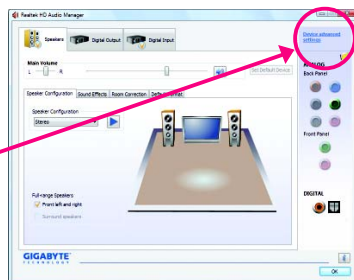 Realtek HD Audio Manager
Speakers
Digital Output
Digital Input
Device advanced
settings
Main Volume
L
R
Set Default Device
ANALOG
Back Panel
Speaker Configuration
Sound Effects
Room Correction
Default Format
Speaker Configuration
Stereo
Front Panel
Full-range Speakers
Front left and right
Surround speakers
DIGITAL
GIGABYTE
TECHNOLOGY
OK